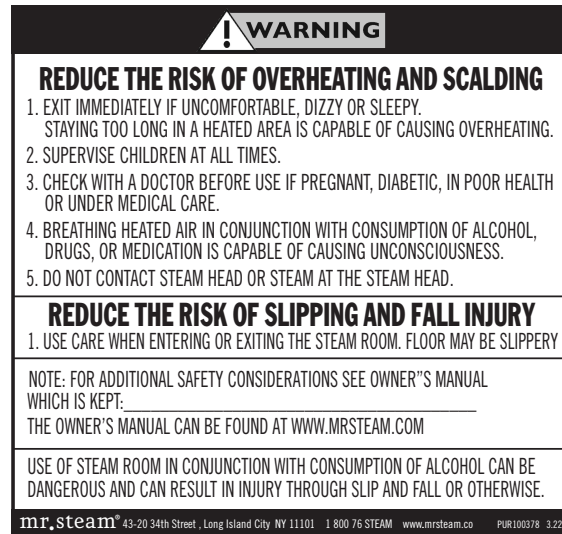 WARNING
REDUCE THE RISK OF OVERHEATING AND SCALDING
1. EXIT IMMEDIATELY IF UNCOMFORTABLE, DIZZY OR SLEEPY.
STAYING TOO LONG IN A HEATED AREA IS CAPABLE OF CAUSING OVERHEATING.
2. SUPERVISE CHILDREN AT ALL TIMES.
3. CHECK WITH A DOCTOR BEFORE USE IF PREGNANT, DIABETIC, IN POOR HEALTH
OR UNDER MEDICAL CARE.
4. BREATHING HEATED AIR IN CONJUNCTION WITH CONSUMPTION OF ALCOHOL,
DRUGS, OR MEDICATION IS CAPABLE OF CAUSING UNCONSCIOUSNESS.
5. DO NOT CONTACT STEAM HEAD OR STEAM AT THE STEAM HEAD.
REDUCE THE RISK OF SLIPPING AND FALL INJURY
1. USE CARE WHEN ENTERING OR EXITING THE STEAM ROOM. FLOOR MAY BE SLIPPERY
NOTE: FOR ADDITIONAL SAFETY CONSIDERATIONS SEE OWNER"S MANUAL
WHICH IS KEPT:____________________________________
THE OWNER'S MANUAL CAN BE FOUND AT WWW.MRSTEAM.COM
USE OF STEAM ROOM IN CONJUNCTION WITH CONSUMPTION OF ALCOHOL CAN BE
DANGEROUS AND CAN RESULT IN INJURY THROUGH SLIP AND FALL OR OTHERWISE.
mr.steam® 43-20 34th Street , Long Island City NY 11101 1 800 76 STEAM www.mrsteam.co PUR100378 3.22